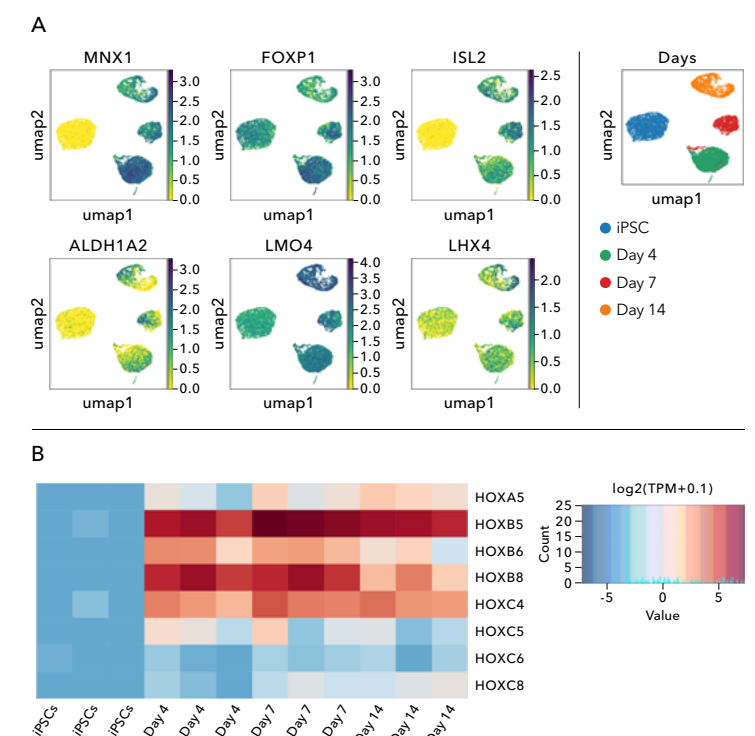 A
MNX1
FOXP1
ISL2
Days
umap2
3.0
2.5
2.0
1.5
1.0
0.5
0.0
umap1
umap2
3.0
2.5
2.0
1.5
1.0
0.5
0.0
umap1
umap2
2.5
2.0
1.5
1.0
0.5
0.0
umap1
umap2
umap1
iPSC
Day 4
Day 7
Day 14
ALDH1A2
LMO4
LHX4
umap2
3.0
2.5
2.0
1.5
1.0
0.5
0.0
umap1
umap2
4.0
3.5
3.0
2.5
2.0
1.5
1.0
0.5
0.0
umap1
umap2
2.0
1.5
1.0
0.5
0.0
umap1
B
HOXA5
HOXB5
HOXB6
HOXB8
HOXC4
HOXC5
HOXC6
HOXC8
iPSCs
iPSCs
iPSCs
Day 4
Day 4
Day 4
Day 7
Day 7
Day 7
Day 14
Day 14
Day 14
log2(TPM+0.1)
Count
25
20
15
10
5
0
-5
0
5
Value